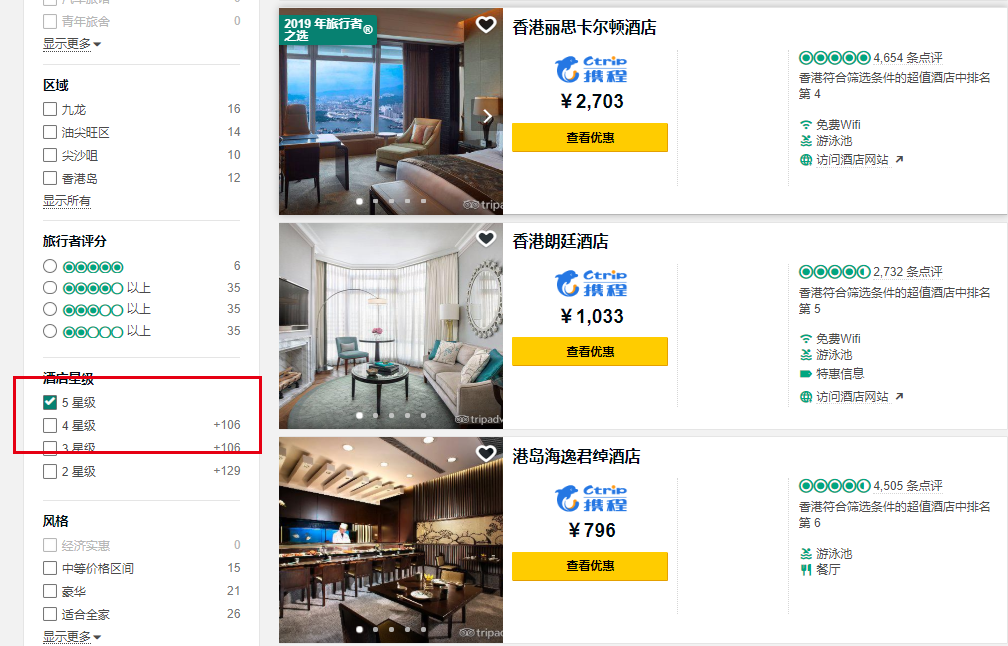 青年旅舍 0
显示更多
区域
九龙 16
油尖旺区 14
尖沙咀 10
香港岛 12
显示所有
旅行者评分
6
以上 35
以上 35
以上 35
酒店星级
5 星级
4 星级 +106
3 星级 +106
2 星级 +129
风格
经济实惠 0
中等价格区间 15
豪华 21
适合全家 26
显示更多
2019 年旅行者
之选®
香港丽思卡尔顿酒店
Ctrip
携程
¥2,703
查看优惠
4,654 条点评
香港符合筛选条件的超值酒店中排名
第 4
免费Wifi
游泳池
访问酒店网站
香港朗廷酒店
Ctrip
携程
¥1,033
查看优惠
2,732 条点评
香港符合筛选条件的超值酒店中排名
第 5
免费Wifi
游泳池
特惠信息
访问酒店网站
tripadv
港岛海逸君绰酒店
Ctrip
携程
¥796
查看优惠
4,505 条点评
香港符合筛选条件的超值酒店中排名
第 6
游泳池
餐厅